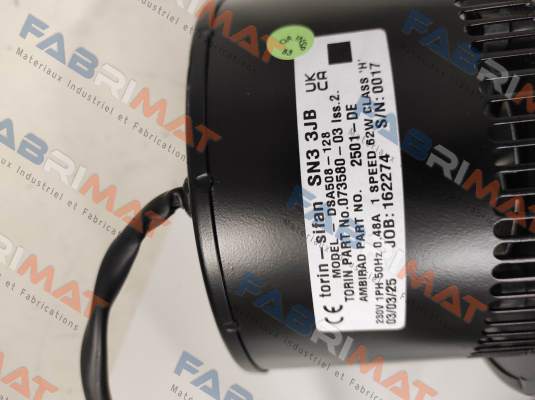 CE torin-sifan SN3 3JB UK CA
MODEL DSA508-128
TORIN PART No.073580-03 Iss.2.
AMBIRAD PART NO. 2501-DE
230V 1PH 50Hz 0.48A 1 SPEED 62W CLASS 'H'
03/03/25 JOB: 162274 S/N: 0017
FABRIMAT
Materiaux Industriel et Fabrications